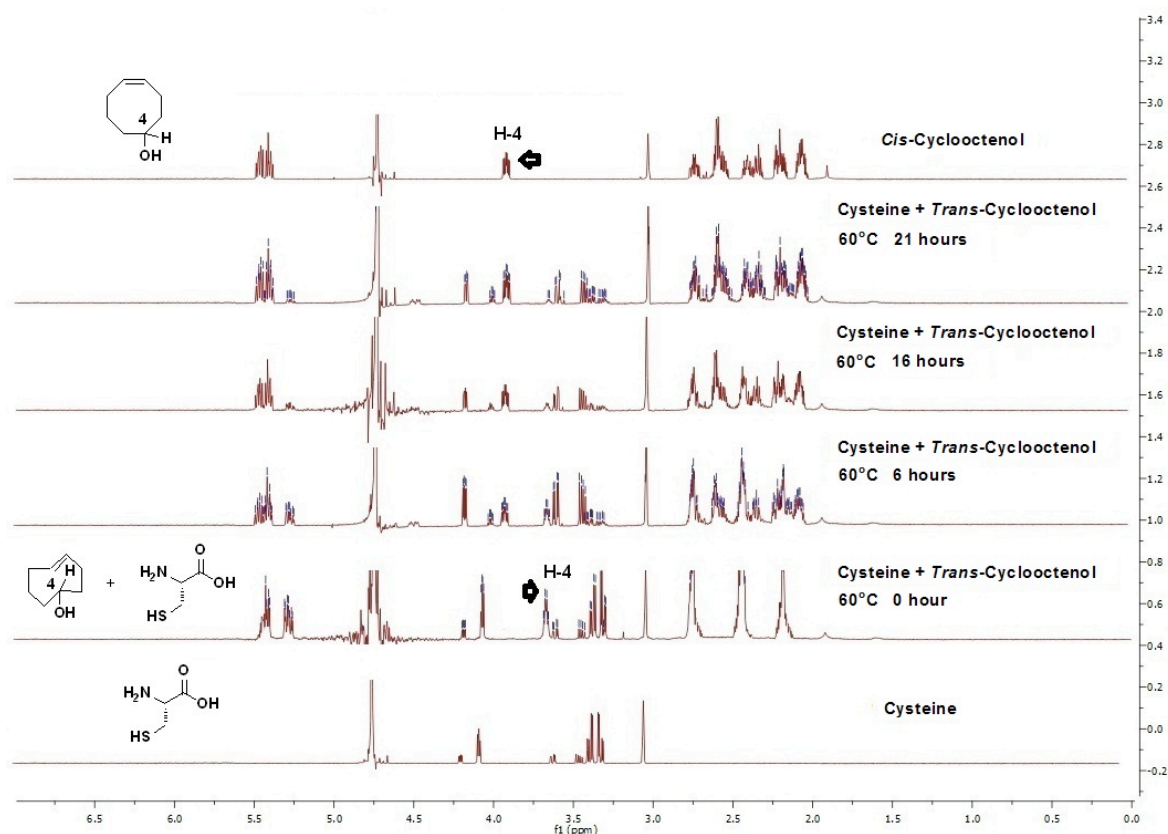 4
H
OH
H-4
Cis-Cyclooctenol
Cysteine + Trans-Cyclooctenol
60°C 21 hours
Cysteine + Trans-Cyclooctenol
60°C 16 hours
Cysteine + Trans-Cyclooctenol
60°C 6 hours
4
H
OH
+
H₂N
O
OH
HS
H-4
Cysteine + Trans-Cyclooctenol
60°C 0 hour
H₂N
O
OH
HS
Cysteine
3.4
3.2
3.0
2.8
2.6
2.4
2.2
2.0
1.8
1.6
1.4
1.2
1.0
0.8
0.6
0.4
0.2
0.0
-0.2
6.5 6.0 5.5 5.0 4.5 4.0 3.5 3.0 2.5 2.0 1.5 1.0 0.5 0.0
f1 (ppm)